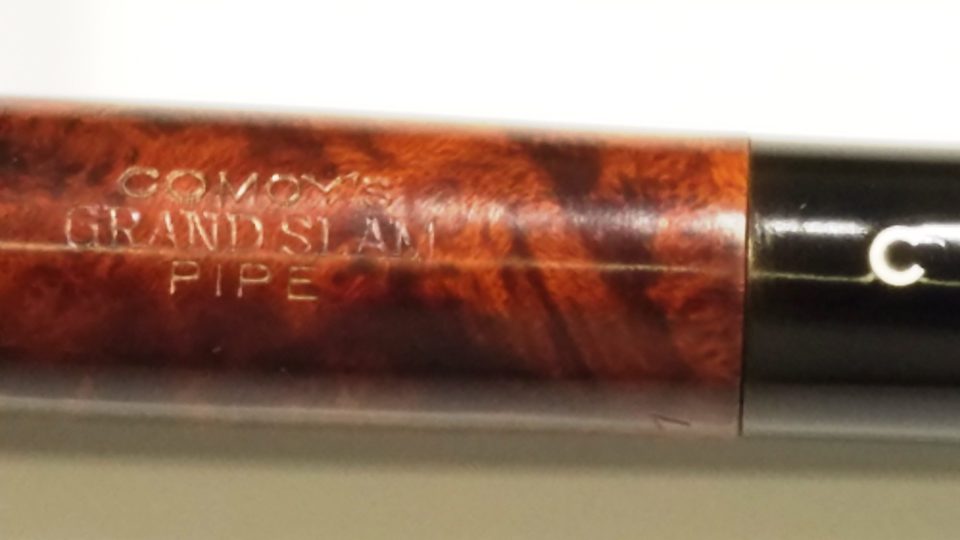 COMOY'S
GRAND SLAM
PIPE
C